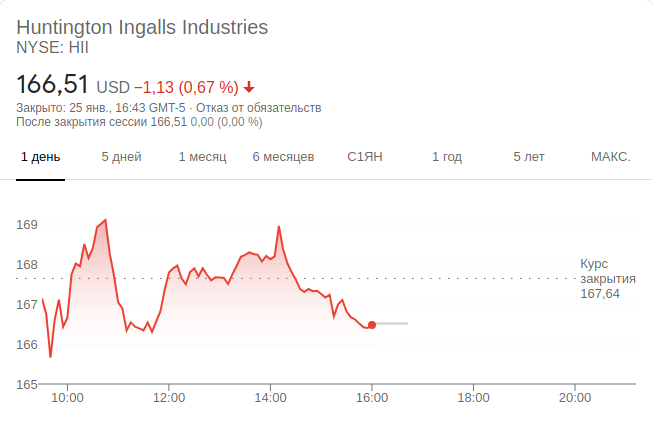 Huntington Ingalls Industries
NYSE: HII
166,51 USD −1,13 (0,67 %)
Закрыто: 25 янв., 16:43 GMT-5 · Отказ от обязательств
После закрытия сессии 166,51 0,00 (0,00 %)
1 день 5 дней 1 месяц 6 месяцев С1ЯН 1 год 5 лет МАКС.
169
168
167
166
165
Курс
закрытия
167,64
10:00 12:00 14:00 16:00 18:00 20:00